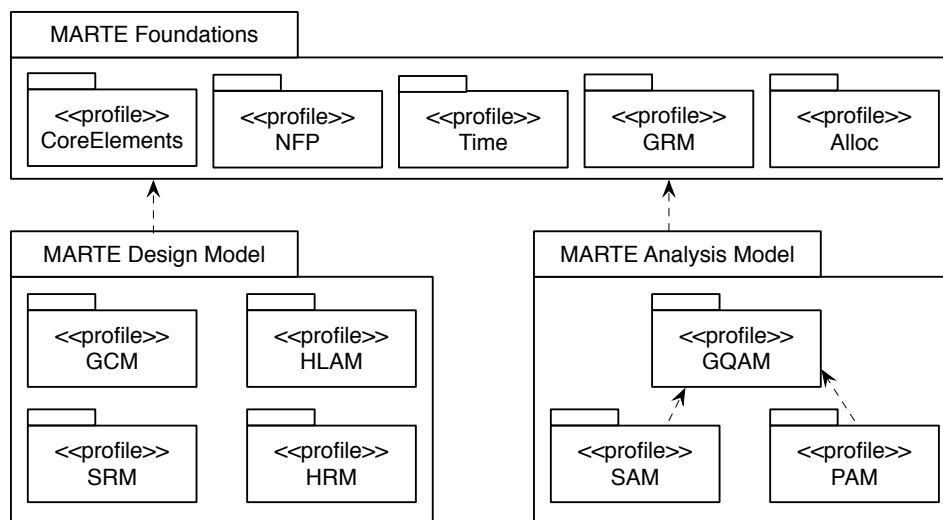 MARTE Foundations
<<profile>>
CoreElements
<<profile>>
NFP
<<profile>>
Time
<<profile>>
GRM
<<profile>>
Alloc
MARTE Design Model
<<profile>>
GCM
<<profile>>
HLAM
<<profile>>
SRM
<<profile>>
HRM
MARTE Analysis Model
<<profile>>
GQAM
<<profile>>
SAM
<<profile>>
PAM